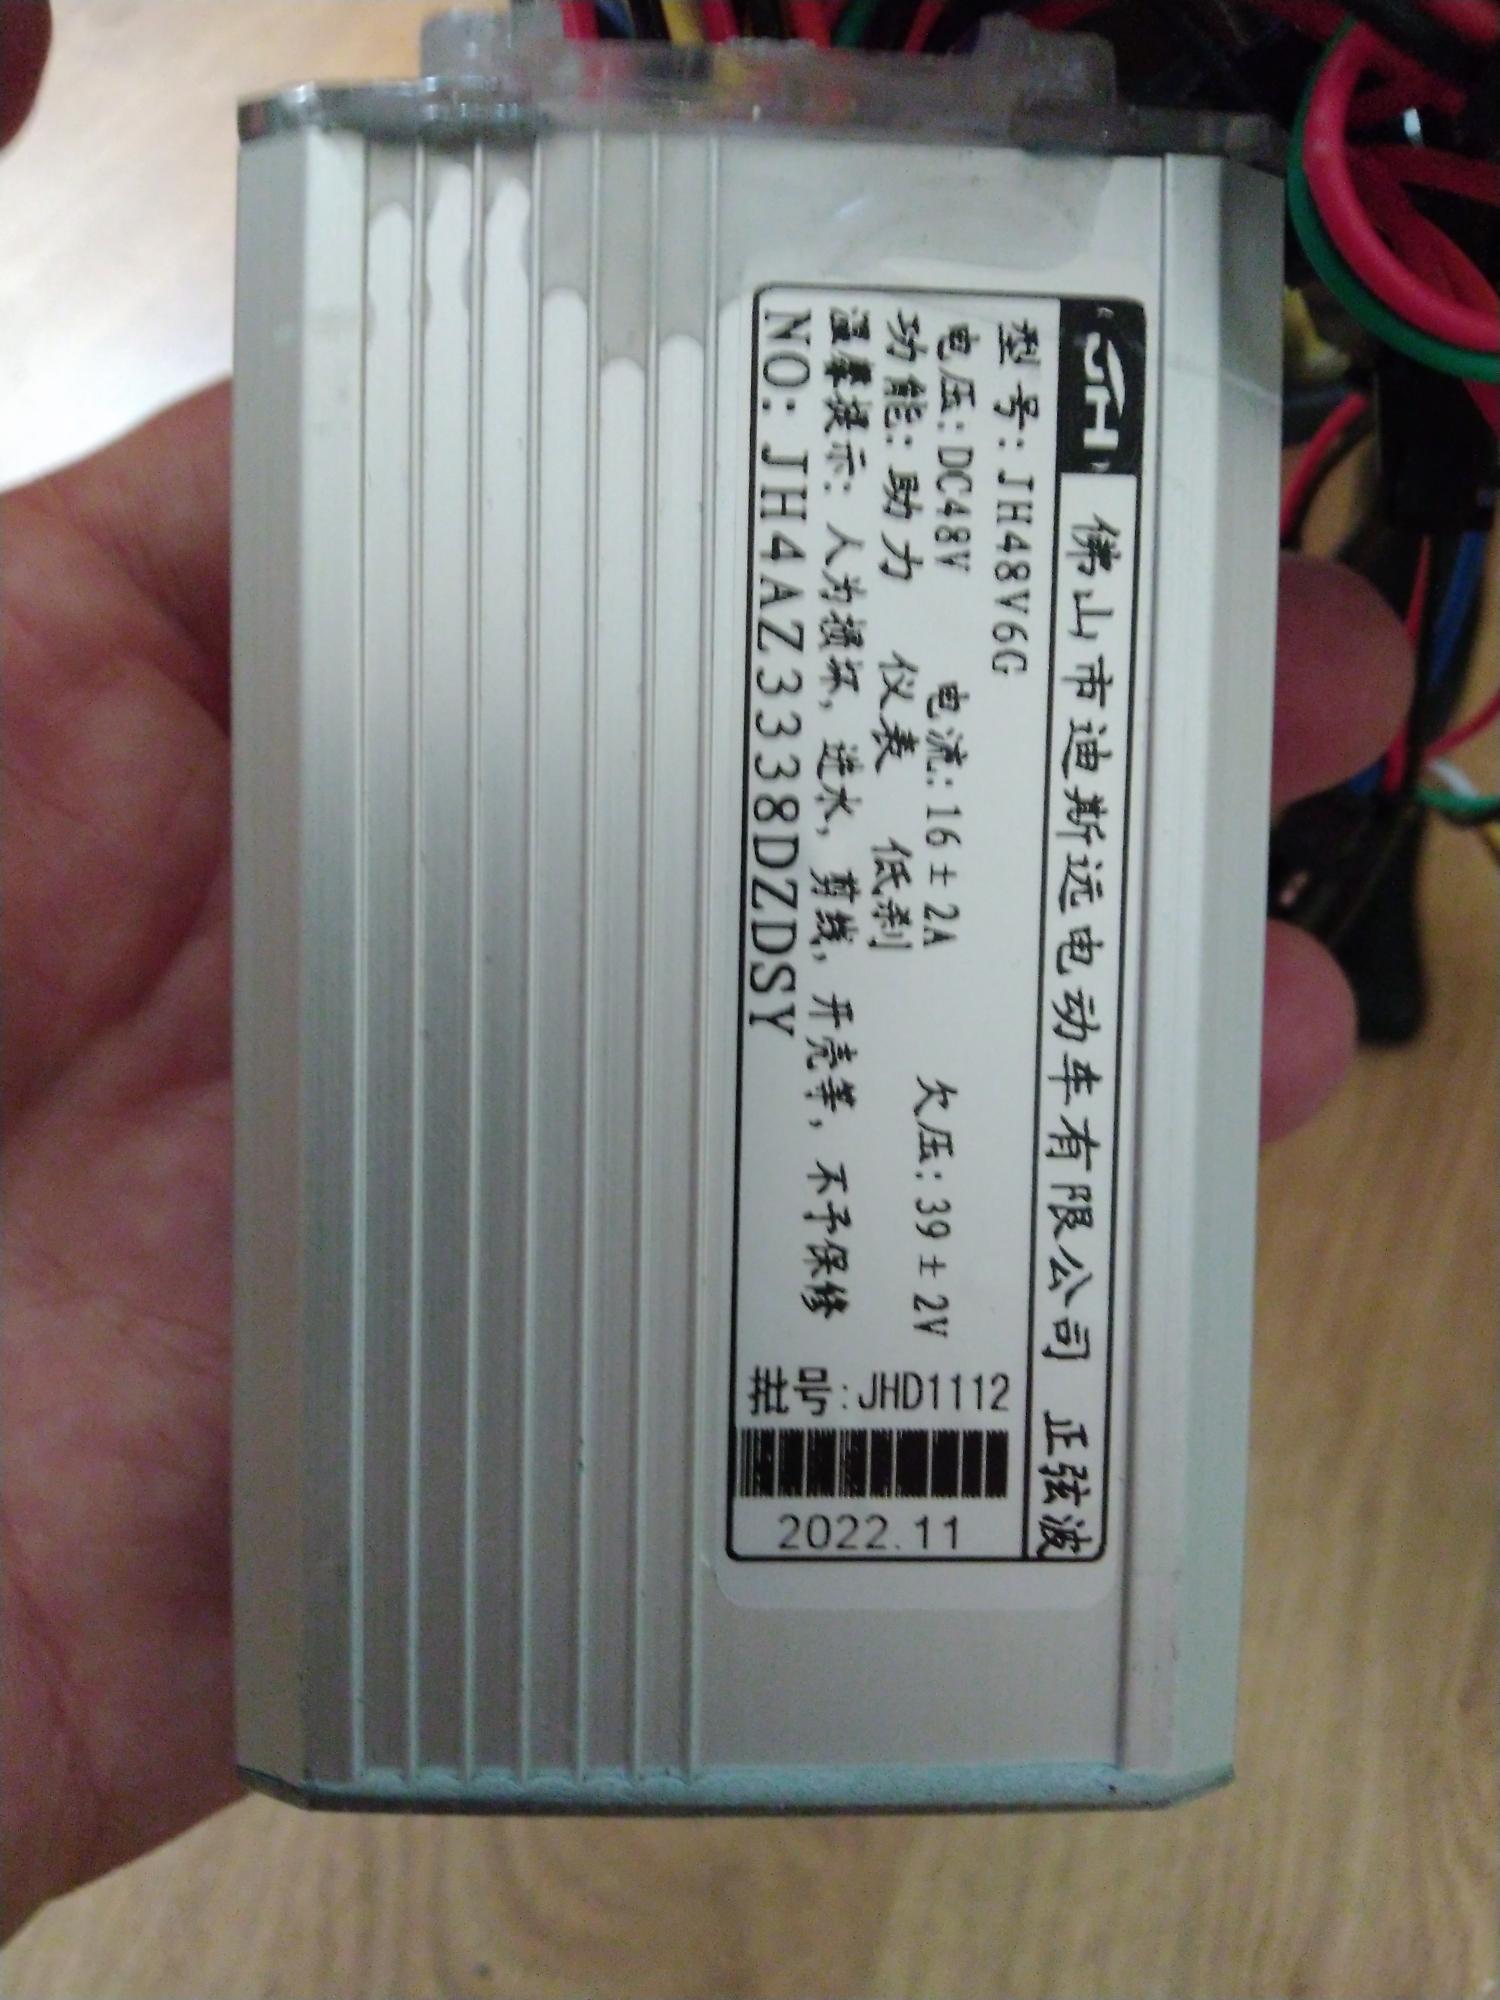 JH 佛山市迪斯远电动车有限公司 正弦波
型号:JH48V6G
电压:DC48V 电流:16±2A 欠压:39±2V
功能:助力 仪表 低刹
温馨提示:人为损坏,进水,剪线,开壳等,不予保修
NO:JH4AZ3338DZDSY
:JHD1112
2022.11